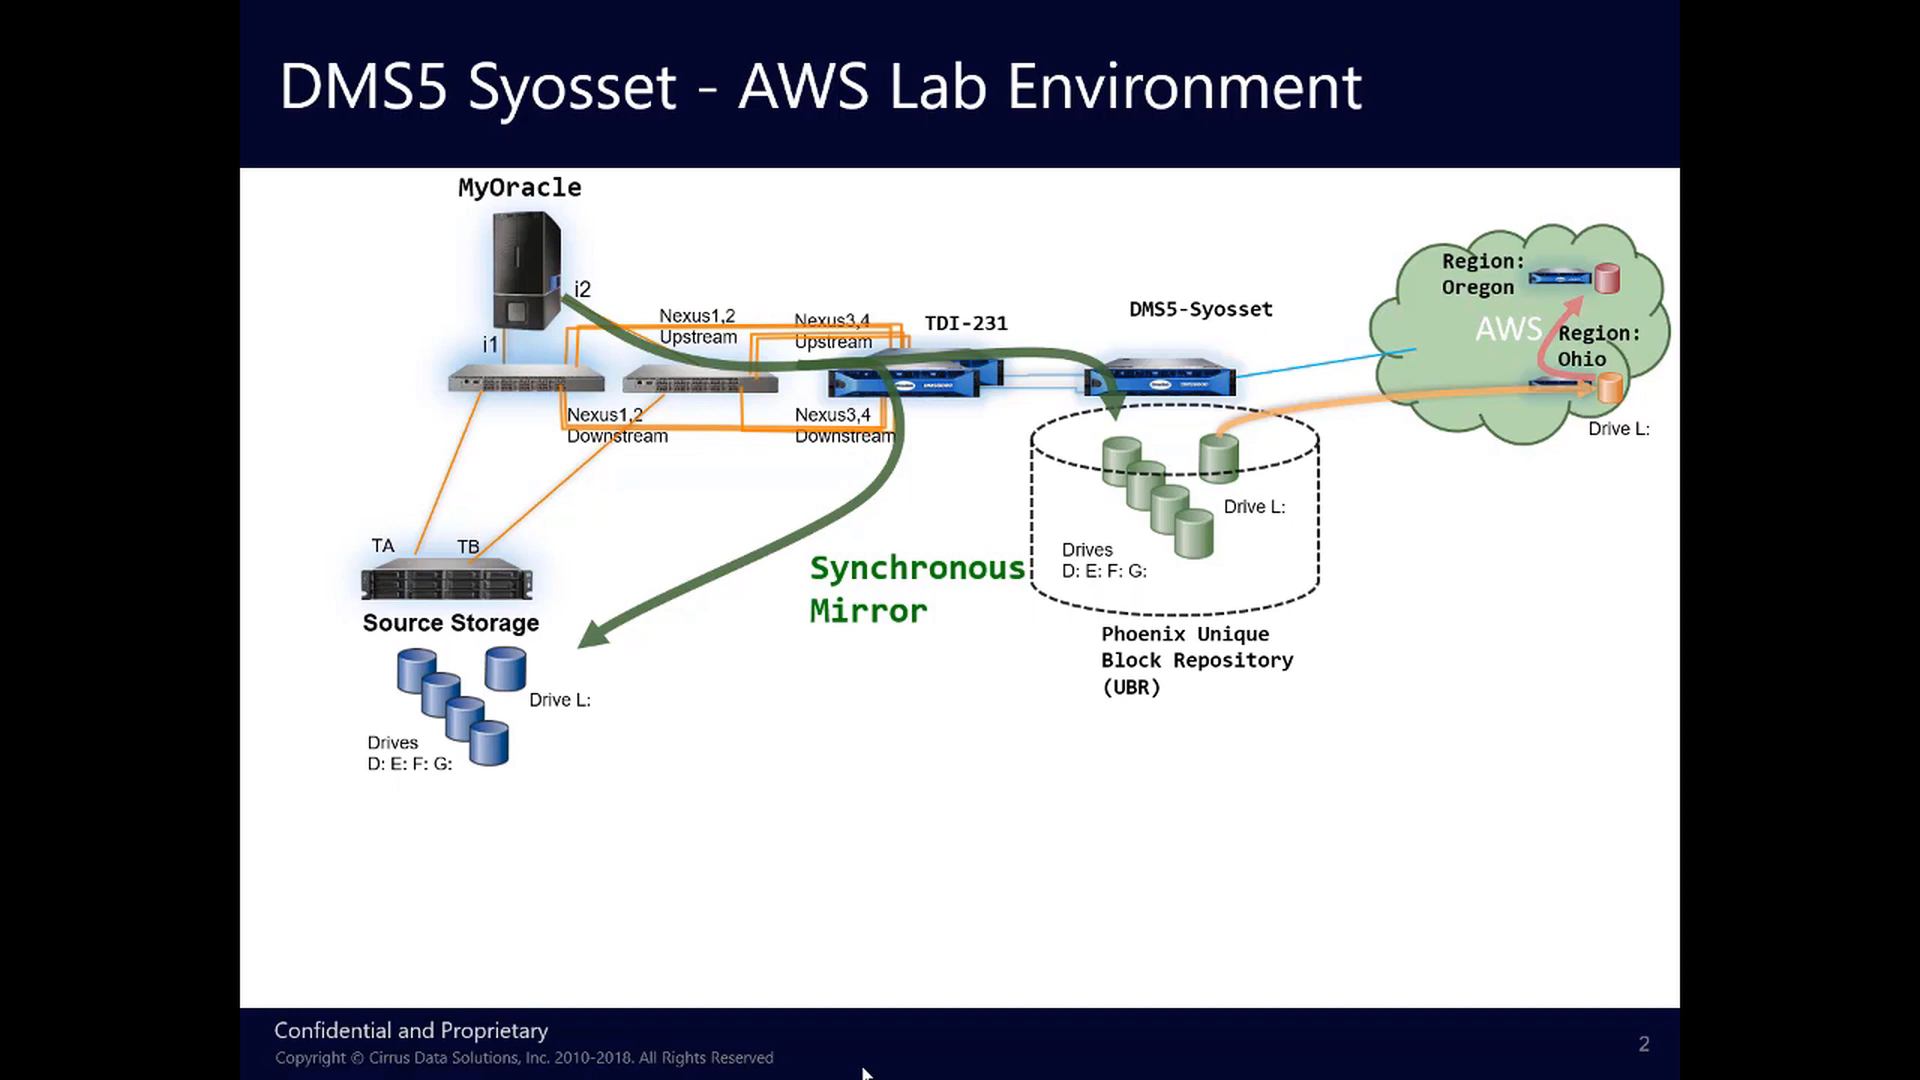 DMS5 Syosset - AWS Lab Environment
MyOracle
i2
i1
Nexus1,2
Upstream
Nexus3,4
Upstream
TDI-231
DMS5-Syosset
Region:
Oregon
AWS
Region:
Ohio
Drive L:
Nexus1,2
Downstream
Nexus3,4
Downstream
TA
TB
Source Storage
Drive L:
Drives
D: E: F: G:
Synchronous
Mirror
Drive L:
Drives
D: E: F: G:
Phoenix Unique
Block Repository
(UBR)
Confidential and Proprietary
Copyright © Cirrus Data Solutions, Inc. 2010-2018. All Rights Reserved
2